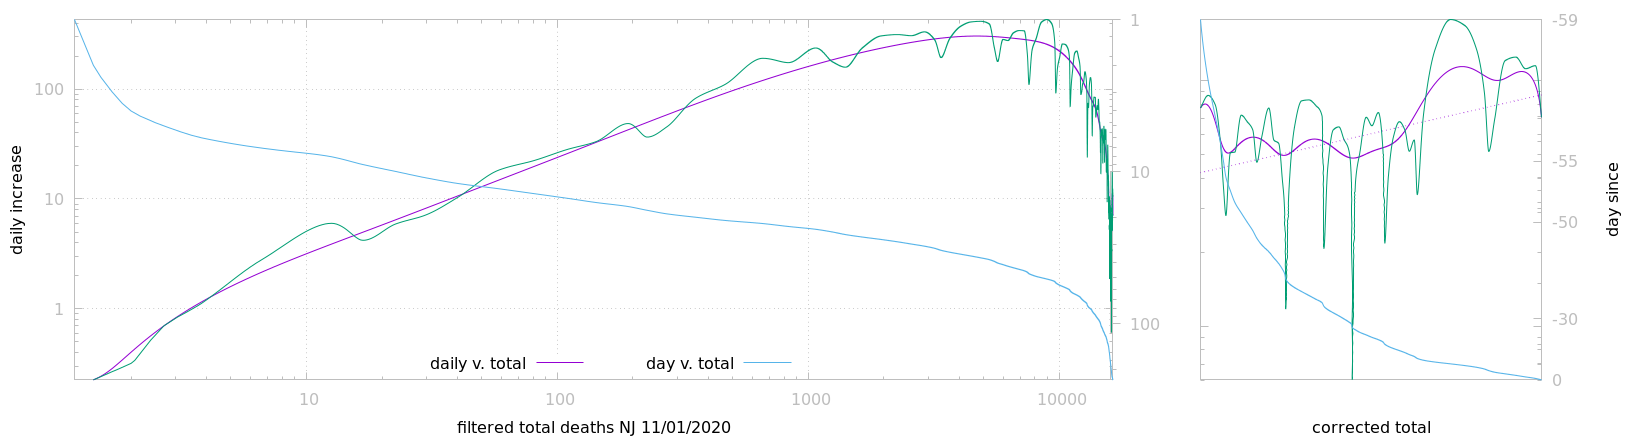 1
-59
100
10
-55
daily increase
day since
10
-50
1
-30
100
daily v. total
day v. total
0
10
100
1000
10000
filtered total deaths NJ 11/01/2020
corrected total